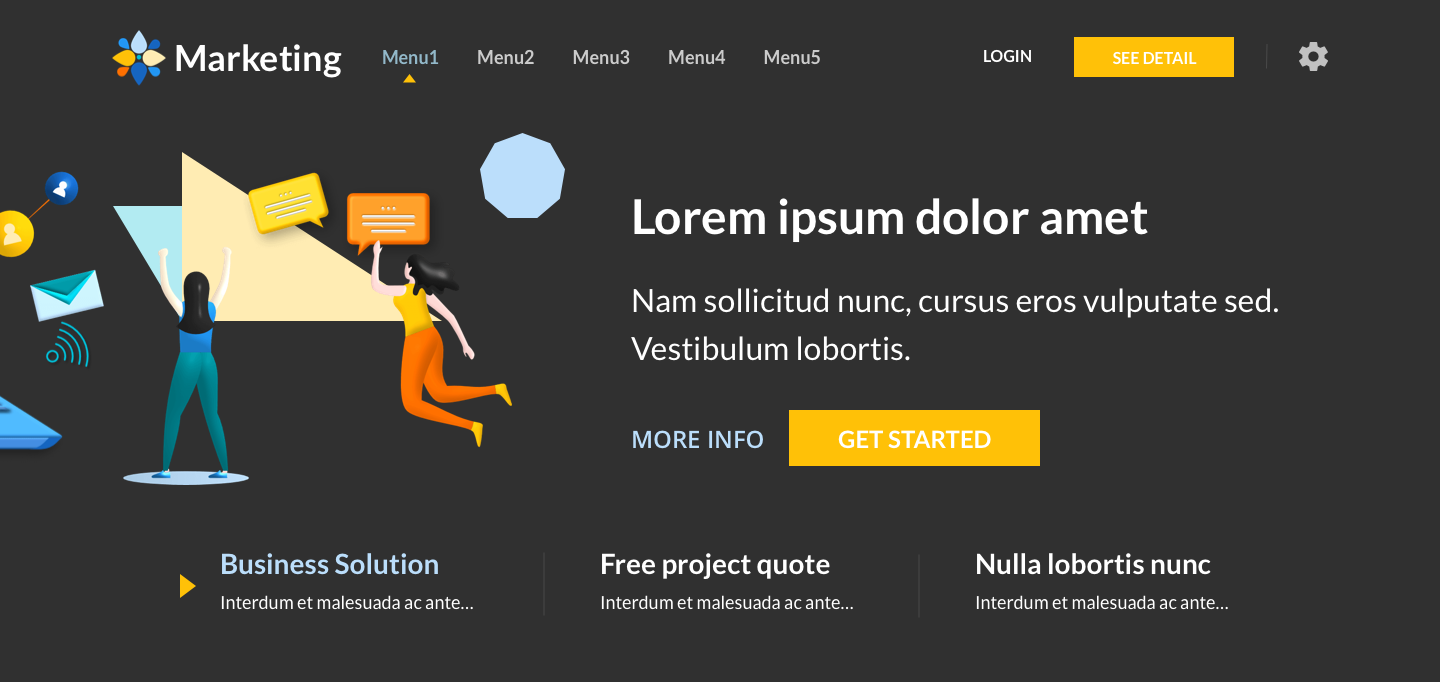 Marketing
Menu1
Menu2
Menu3
Menu4
Menu5
LOGIN
SEE DETAIL
Lorem ipsum dolor amet
Nam sollicitud nunc, cursus eros vulputate sed.
Vestibulum lobortis.
MORE INFO
GET STARTED
Business Solution
Interdum et malesuada ac ante...
Free project quote
Interdum et malesuada ac ante...
Nulla lobortis nunc
Interdum et malesuada ac ante...